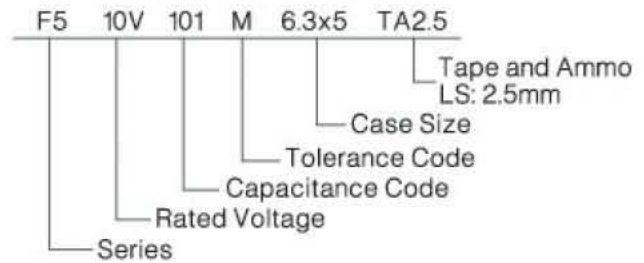 F5 10V 101 M 6.3x5 TA2.5
Tape and Ammo
LS: 2.5mm
Case Size
Tolerance Code
Capacitance Code
Rated Voltage
Series